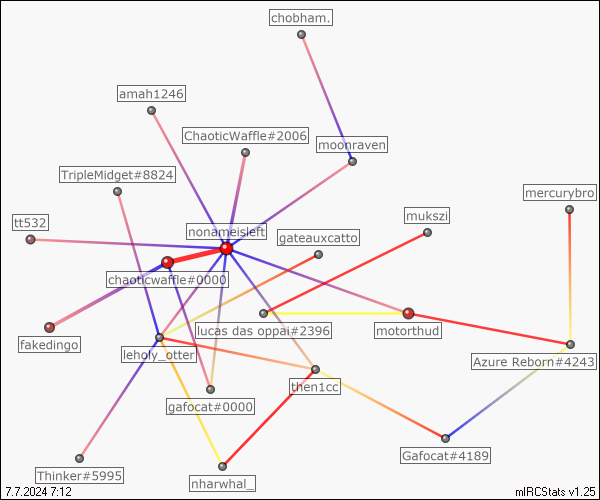 chobham.
amah1246
ChaoticWaffle#2006
moonraven
TripleMidget#8824
mercurybro
tt532
nonameisleft
mukszi
gateauxcatto
chaoticwaffle#0000
fakedingo
lucas das oppai#2396
motorthud
leholy_otter
Azure Reborn#4243
then1cc
gafocat#0000
Gafocat#4189
Thinker#5995
nharwhal_
7.7.2024 7:12
mIRCStats v1.25